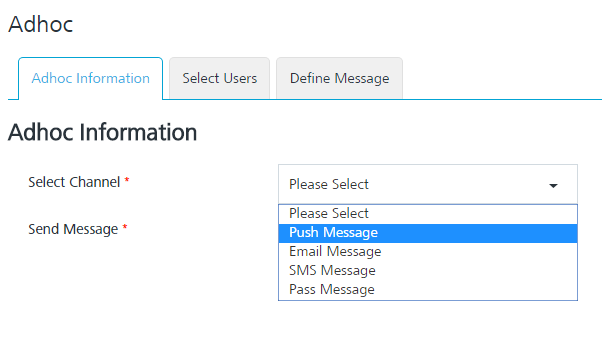 Adhoc
Adhoc Information Select Users Define Message
Adhoc Information
Select Channel * Please Select
Please Select
Send Message * Push Message
Email Message
SMS Message
Pass Message